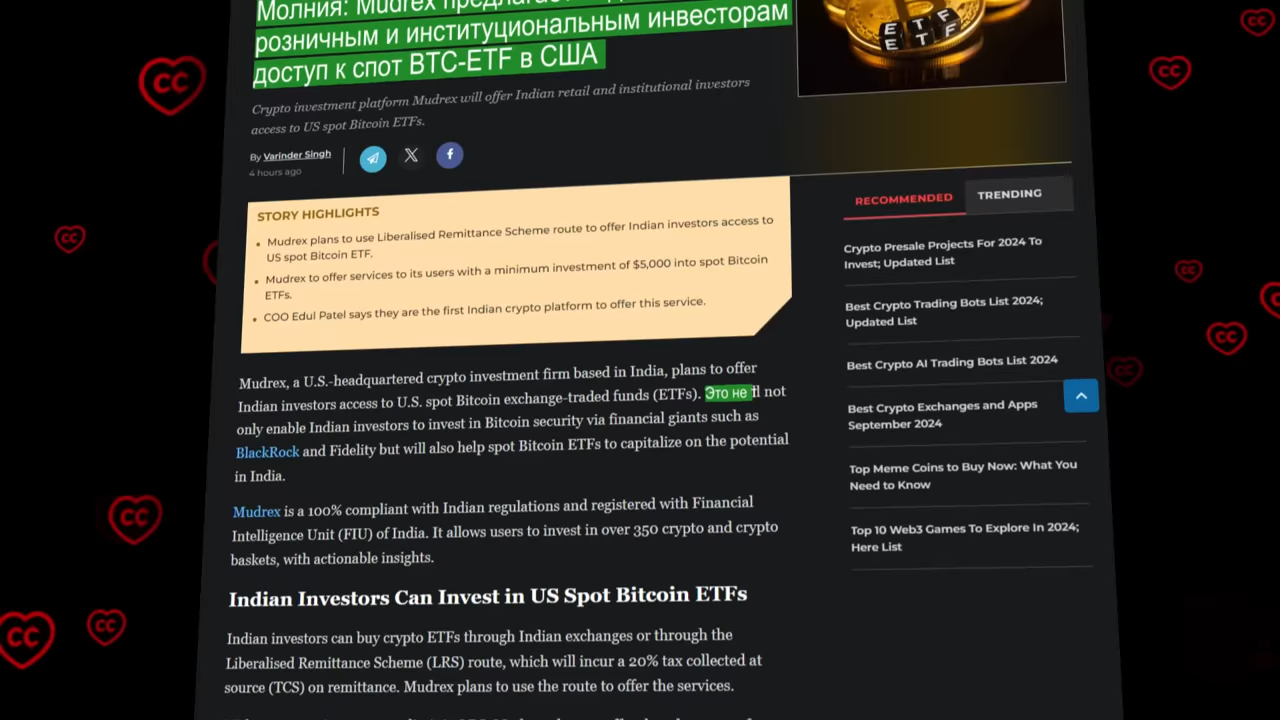 Молния: Mudrex
розничным и институциональным инвесторам
доступ к спот BTC-ETF в США
ETF
ETF
Crypto investment platform Mudrex will offer Indian retail and institutional investors
access to US spot Bitcoin ETFs.
By Varinder Singh
4 hours ago
STORY HIGHLIGHTS
Mudrex plans to use Liberalised Remittance Scheme route to offer Indian investors access to
US spot Bitcoin ETF.
Mudrex to offer services to its users with a minimum investment of $5,000 into spot Bitcoin
ETFs.
COO Edul Patel says they are the first Indian crypto platform to offer this service.
Mudrex, a U.S.-headquartered crypto investment firm based in India, plans to offer
Indian investors access to U.S. spot Bitcoin exchange-traded funds (ETFs). Это не not
only enable Indian investors to invest in Bitcoin security via financial giants such as
BlackRock and Fidelity but will also help spot Bitcoin ETFs to capitalize on the potential
in India.
Mudrex is a 100% compliant with Indian regulations and registered with Financial
Intelligence Unit (FIU) of India. It allows users to invest in over 350 crypto and crypto
baskets, with actionable insights.
Indian Investors Can Invest in US Spot Bitcoin ETFs
Indian investors can buy crypto ETFs through Indian exchanges or through the
Liberalised Remittance Scheme (LRS) route, which will incur a 20% tax collected at
source (TCS) on remittance. Mudrex plans to use the route to offer the services.
RECOMMENDED
TRENDING
Crypto Presale Projects For 2024 To
Invest; Updated List
Best Crypto Trading Bots List 2024;
Updated List
Best Crypto AI Trading Bots List 2024
Best Crypto Exchanges and Apps
September 2024
Top Meme Coins to Buy Now: What You
Need to Know
Top 10 Web3 Games To Explore In 2024;
Here List
CC
CC
CC
CC
CC
CC
CC
CC
CC
CC